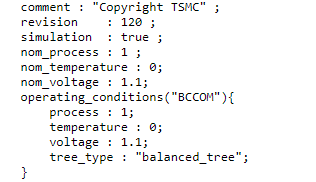 comment : "Copyright TSMC" ;
revision : 120 ;
simulation : true ;
nom_process : 1 ;
nom_temperature : 0;
nom_voltage : 1.1;
operating_conditions("BCCOM"){
process : 1;
temperature : 0;
voltage : 1.1;
tree_type : "balanced_tree";
}